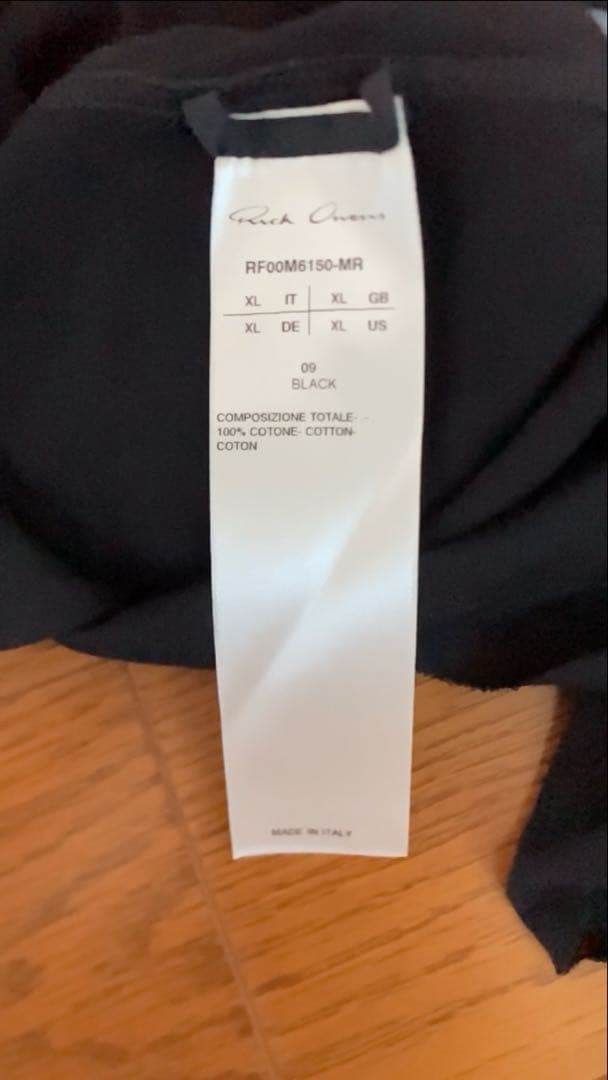 Rick Owens
RF00M6150-MR
XL IT XL GB
XL DE XL US
09
BLACK
COMPOSIZIONE TOTALE- .-.
100% COTONE- COTTON-
COTON
MADE IN ITALY